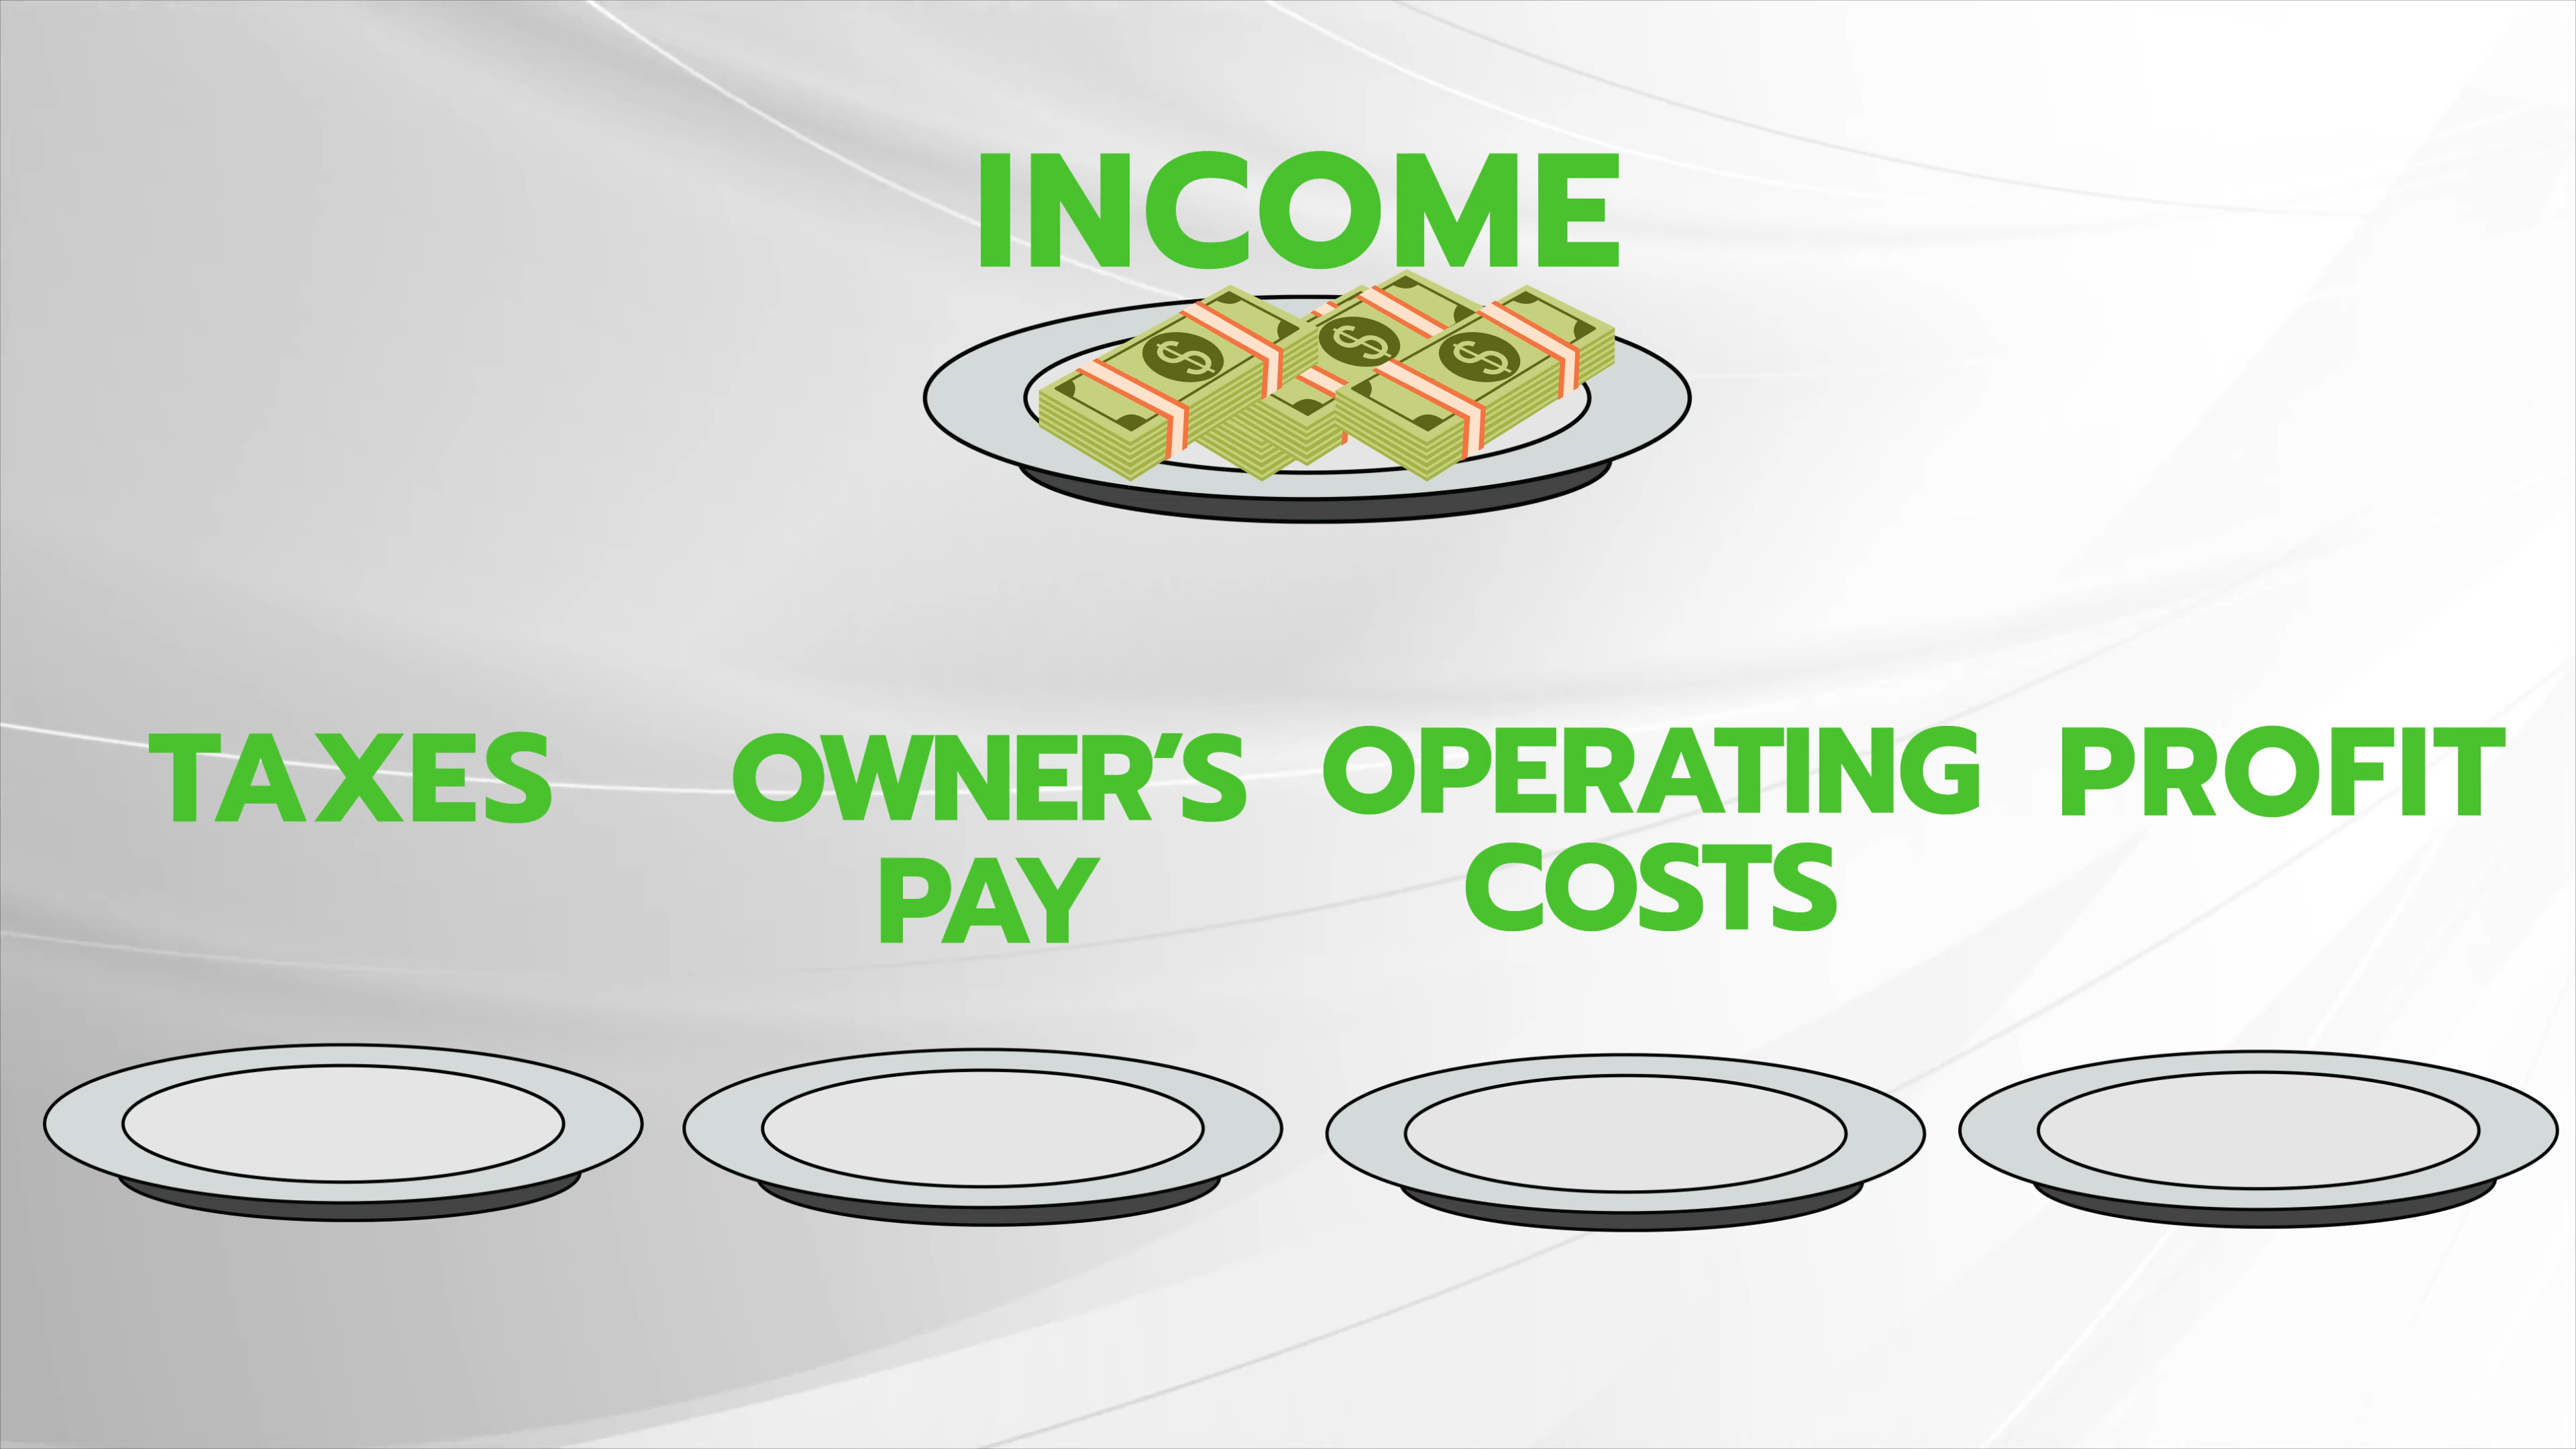 INCOME
TAXES
OWNER’S
PAY
OPERATING
COSTS
PROFIT